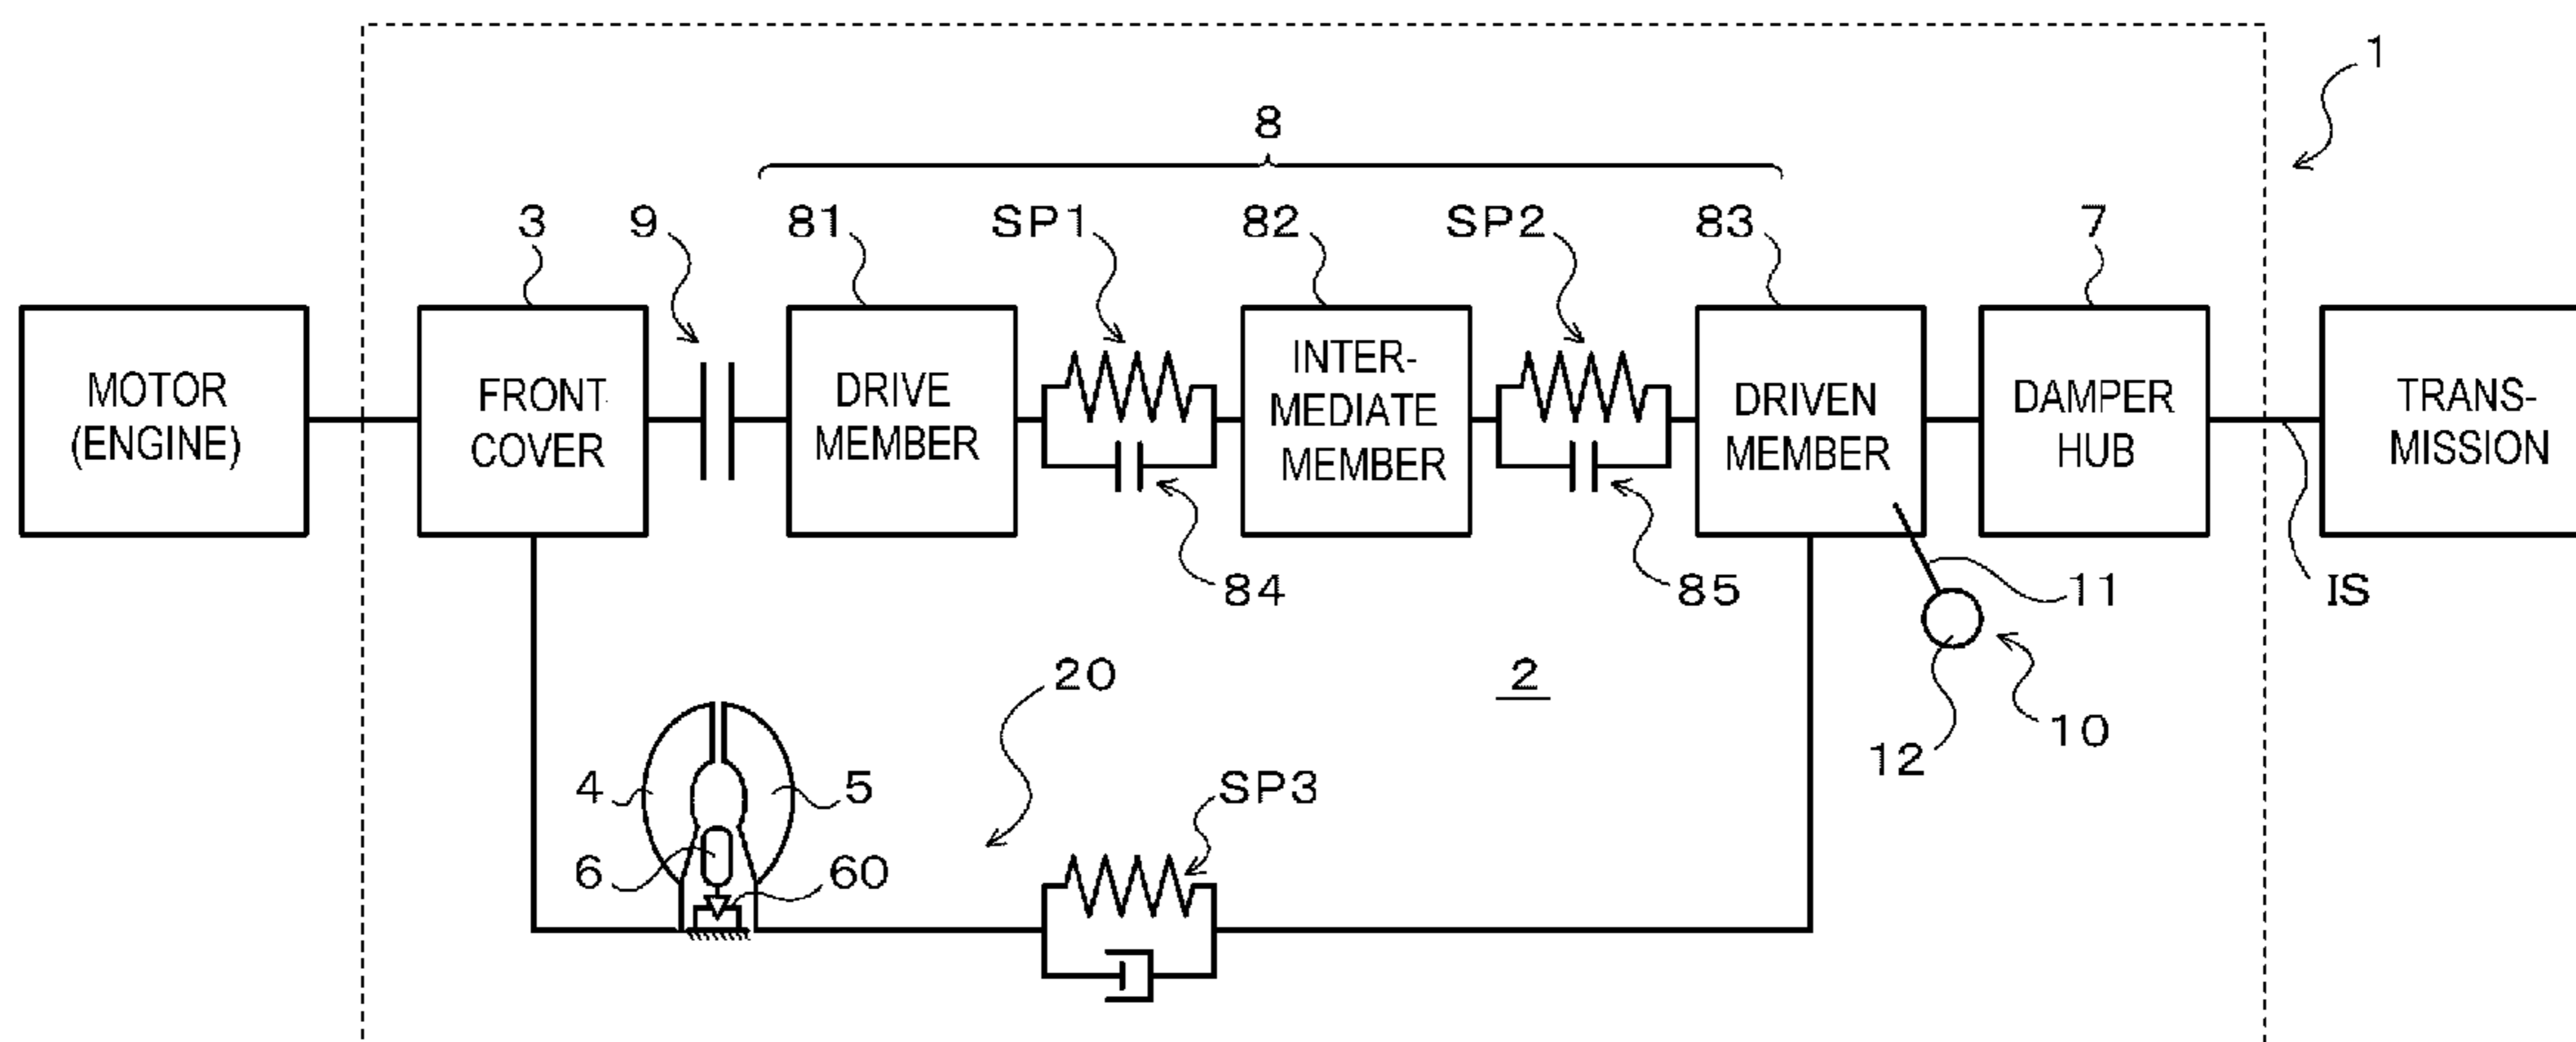 1
8
3
9
81
SP1
82
SP2
83
7
MOTOR
(ENGINE)
FRONT
COVER
DRIVE
MEMBER
INTER-
MEDIATE
MEMBER
DRIVEN
MEMBER
DAMPER
HUB
TRANS-
MISSION
84
85
11
IS
20
2
10
12
4
5
SP3
6
60